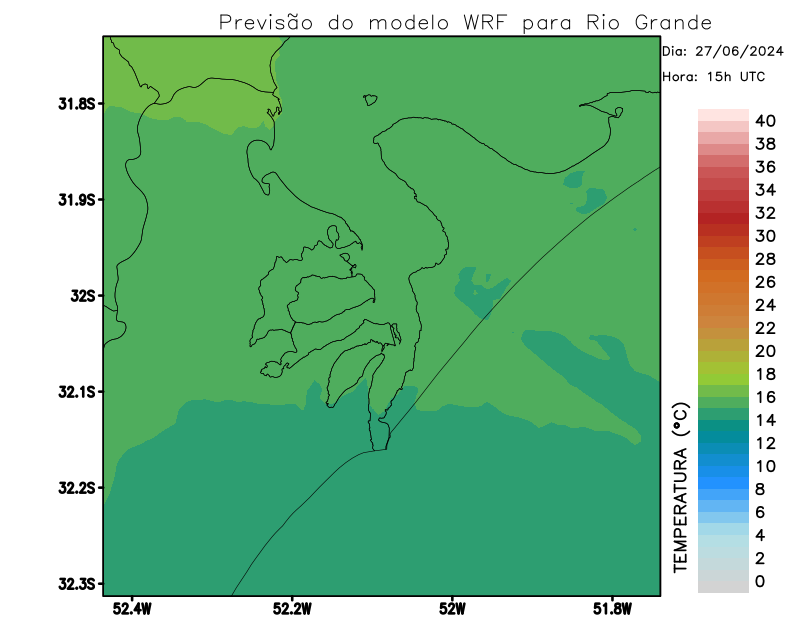 Previsão do modelo WRF para Rio Grande
Dia: 27/06/2024
Hora: 15h UTC
31.8S
31.9S
32S
32.1S
32.2S
32.3S
52.4W
52.2W
52W
51.8W
TEMPERATURA (°C)
40
38
36
34
32
30
28
26
24
22
20
18
16
14
12
10
8
6
4
2
0